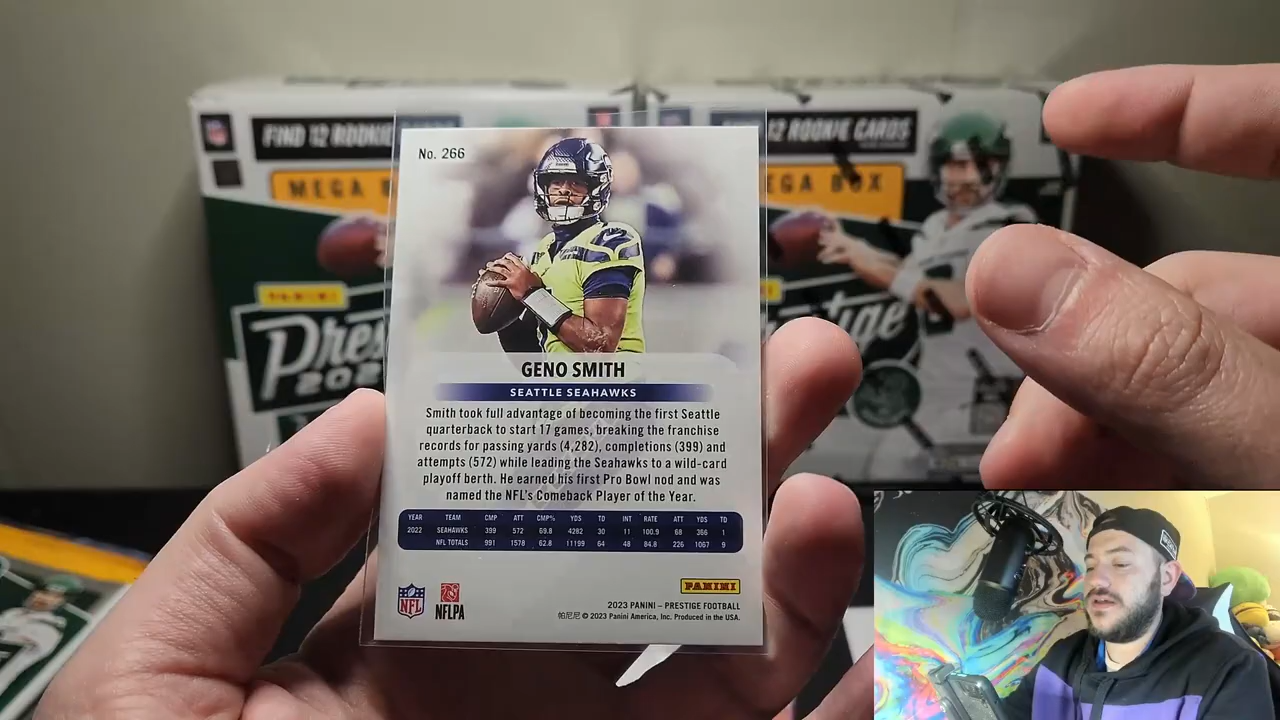 FIND 12 ROOKIE
12 ROOKIE CARDS
MEGA B
EGA BOX
PANINI
Pres
202
stige
No. 266
GENO SMITH
SEATTLE SEAHAWKS
Smith took full advantage of becoming the first Seattle
quarterback to start 17 games, breaking the franchise
records for passing yards (4,282), completions (399) and
attempts (572) while leading the Seahawks to a wild-card
playoff berth. He earned his first Pro Bowl nod and was
named the NFL's Comeback Player of the Year.
YEAR TEAM CMP ATT CMP% YDS TD INT RATE ATT YDS TD
2022 SEAHAWKS 399 572 69.8 4282 30 11 100.9 68 366 1
NFL TOTALS 991 1578 62.8 11199 64 48 84.8 226 1067 9
NFL
NFLPA
PANINI
2023 PANINI – PRESTIGE FOOTBALL
帕尼尼 © 2023 Panini America, Inc. Produced in the USA.